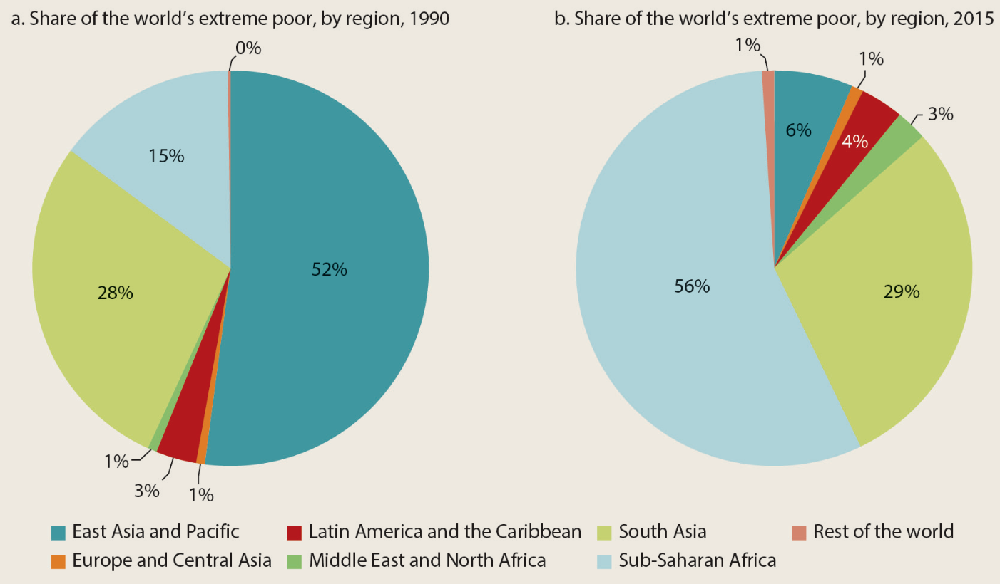 a. Share of the world’s extreme poor, by region, 1990
0%
15%
52%
28%
1%
3%
1%
b. Share of the world’s extreme poor, by region, 2015
1%
1%
3%
6%
4%
56%
29%
East Asia and Pacific
Latin America and the Caribbean
South Asia
Rest of the world
Europe and Central Asia
Middle East and North Africa
Sub-Saharan Africa